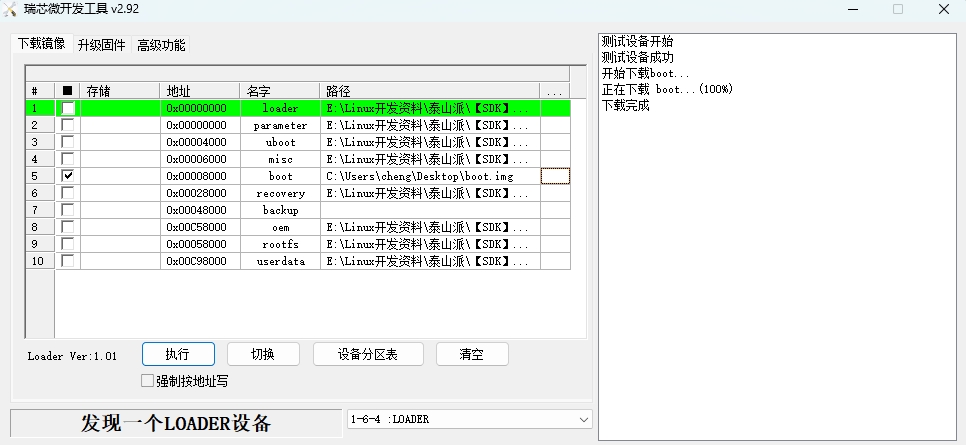 瑞芯微开发工具 v2.92
下载镜像 升级固件 高级功能
# 存储 地址 名字 路径 ...
1 0x00000000 loader E:\Linux开发资料\泰山派\【SDK】...
2 0x00000000 parameter E:\Linux开发资料\泰山派\【SDK】...
3 0x00004000 uboot E:\Linux开发资料\泰山派\【SDK】...
4 0x00006000 misc E:\Linux开发资料\泰山派\【SDK】...
5 0x00008000 boot C:\Users\cheng\Desktop\boot.img
6 0x00028000 recovery E:\Linux开发资料\泰山派\【SDK】...
7 0x00048000 backup
8 0x00C58000 oem E:\Linux开发资料\泰山派\【SDK】...
9 0x00058000 rootfs E:\Linux开发资料\泰山派\【SDK】...
10 0x00C98000 userdata E:\Linux开发资料\泰山派\【SDK】...
Loader Ver:1.01 执行 切换 设备分区表 清空
强制按地址写
发现一个LOADER设备 1-6-4 :LOADER
测试设备开始
测试设备成功
开始下载boot...
正在下载 boot...(100%)
下载完成